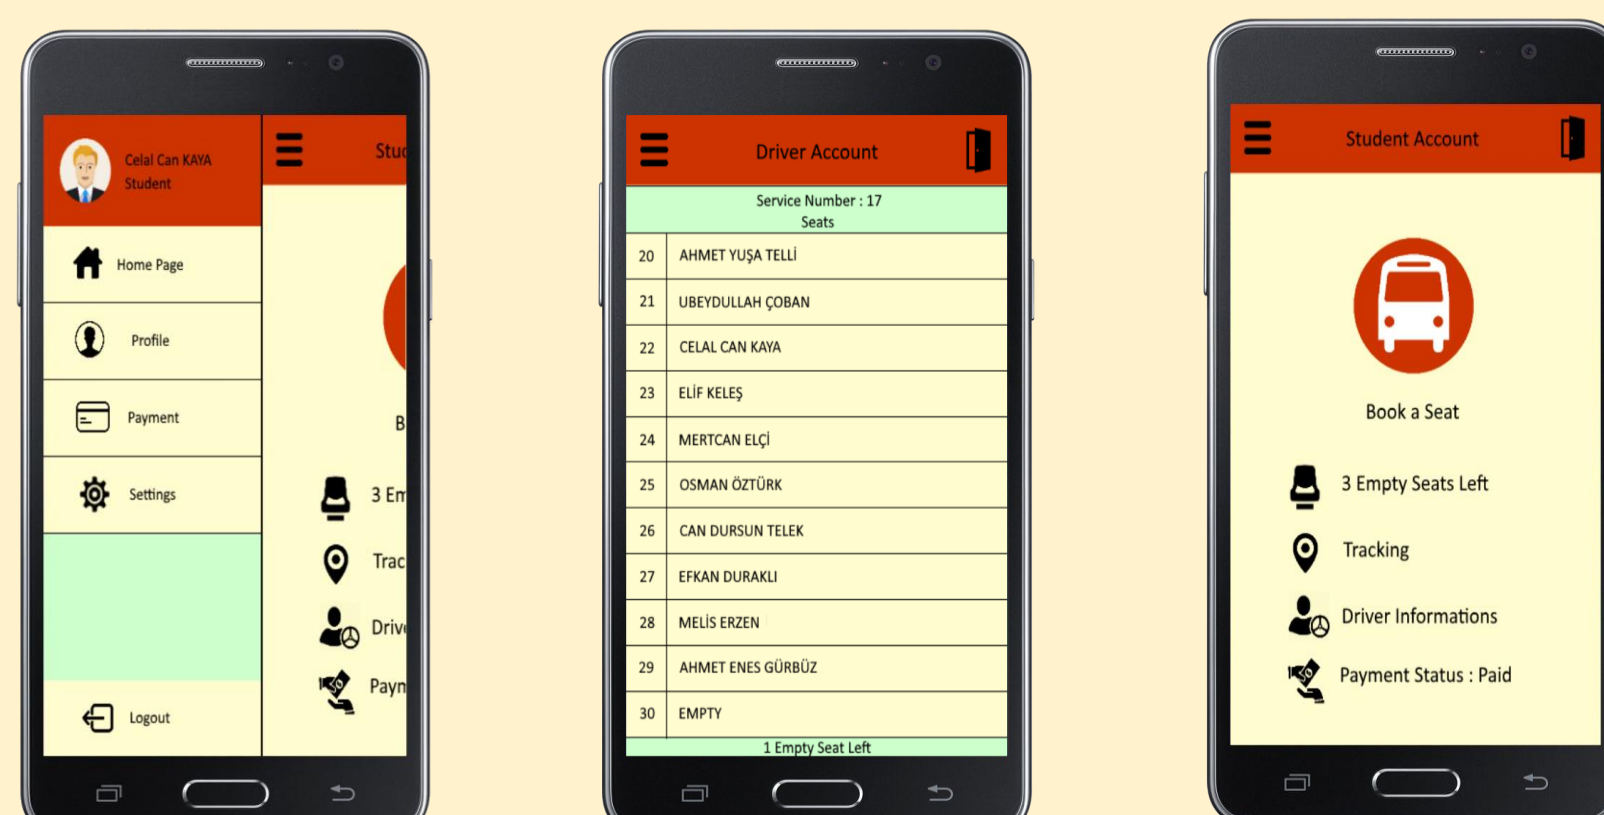 Celal Can KAYA
Student
Home Page
Profile
Payment
Settings
Logout
Stud
B
3 Em
Trac
Drive
Payn
Driver Account
Service Number : 17
Seats
20 AHMET YUŞA TELLİ
21 UBEYDULLAH ÇOBAN
22 CELAL CAN KAYA
23 ELİF KELEŞ
24 MERTCAN ELÇİ
25 OSMAN ÖZTÜRK
26 CAN DURSUN TELEK
27 EFKAN DURAKLI
28 MELİS ERZEN
29 AHMET ENES GÜRBÜZ
30 EMPTY
1 Empty Seat Left
Student Account
Book a Seat
3 Empty Seats Left
Tracking
Driver Informations
Payment Status : Paid